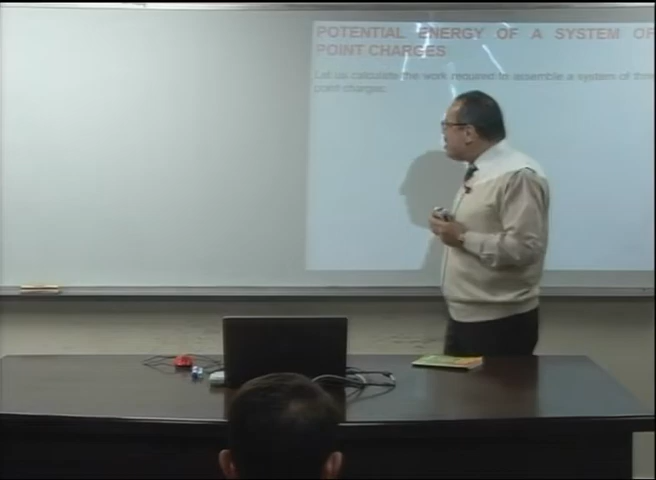 POTENTIAL ENERGY OF A SYSTEM OF
POINT CHARGES
Let us calculate the work required to assemble a system of three
point charges.